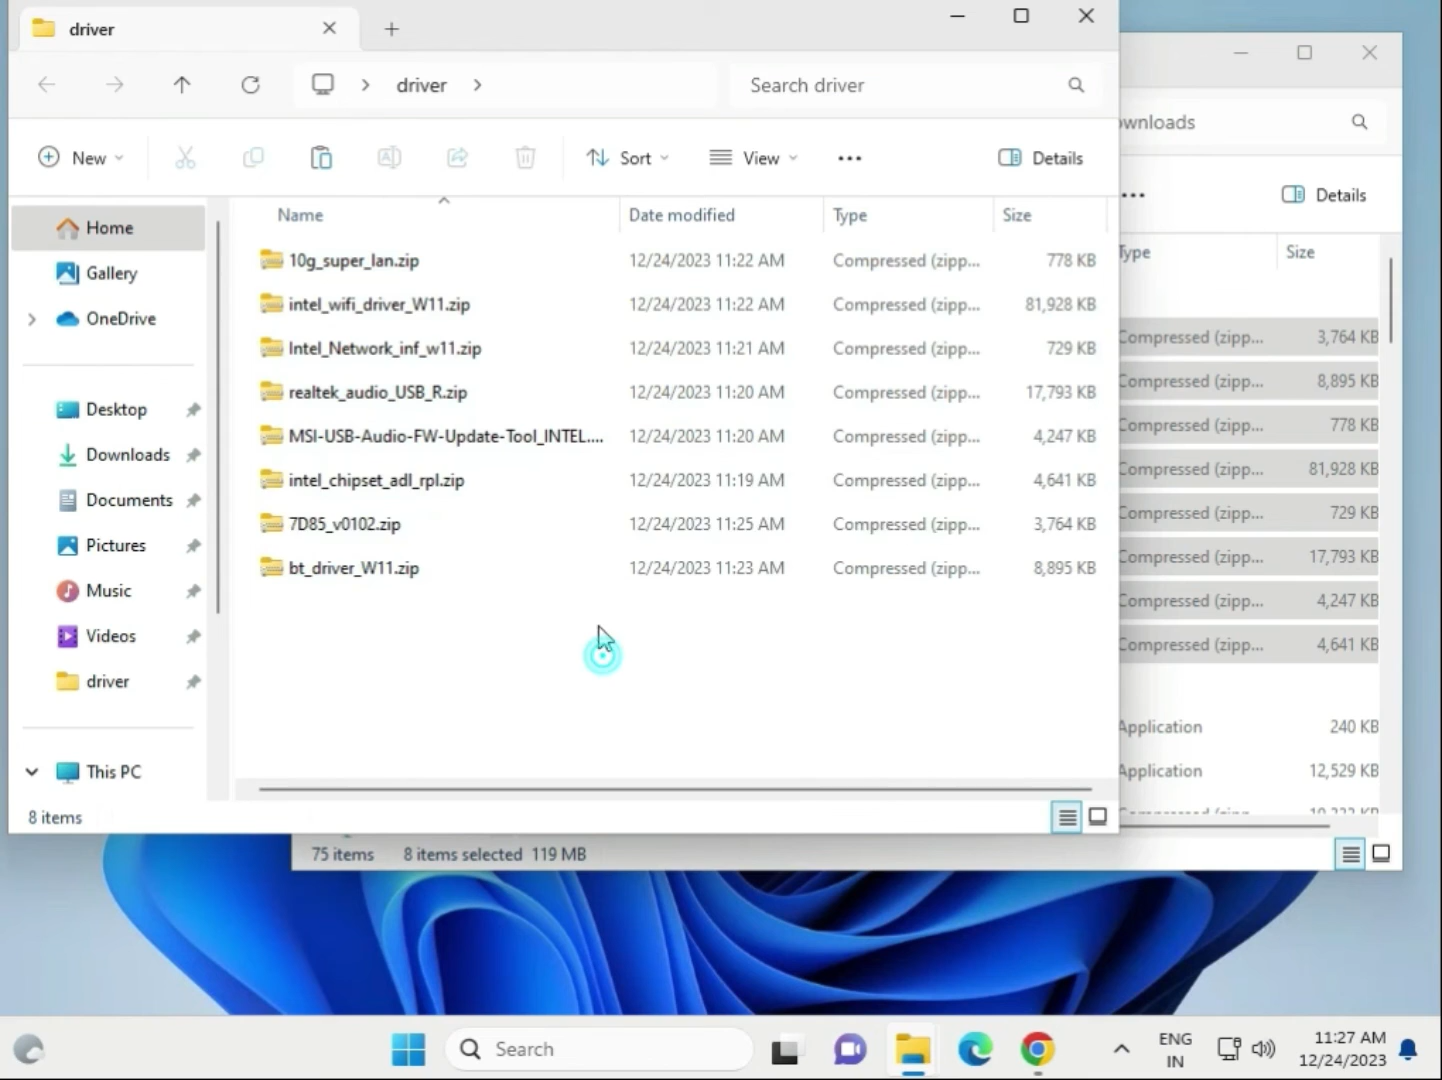 driver
driver
Search driver
ownloads
New
Sort
View
Details
Details
Name
Date modified
Type
Size
Type
Size
Home
Gallery
OneDrive
Desktop
Downloads
Documents
Pictures
Music
Videos
driver
This PC
10g_super_lan.zip 12/24/2023 11:22 AM Compressed (zipp... 778 KB
intel_wifi_driver_W11.zip 12/24/2023 11:22 AM Compressed (zipp... 81,928 KB
Intel_Network_inf_w11.zip 12/24/2023 11:21 AM Compressed (zipp... 729 KB
realtek_audio_USB_R.zip 12/24/2023 11:20 AM Compressed (zipp... 17,793 KB
MSI-USB-Audio-FW-Update-Tool_INTEL.... 12/24/2023 11:20 AM Compressed (zipp... 4,247 KB
intel_chipset_adl_rpl.zip 12/24/2023 11:19 AM Compressed (zipp... 4,641 KB
7D85_v0102.zip 12/24/2023 11:25 AM Compressed (zipp... 3,764 KB
bt_driver_W11.zip 12/24/2023 11:23 AM Compressed (zipp... 8,895 KB
Compressed (zipp... 3,764 KB
Compressed (zipp... 8,895 KB
Compressed (zipp... 778 KB
Compressed (zipp... 81,928 KB
Compressed (zipp... 729 KB
Compressed (zipp... 17,793 KB
Compressed (zipp... 4,247 KB
Compressed (zipp... 4,641 KB
Application 240 KB
Application 12,529 KB
8 items
75 items 8 items selected 119 MB
Search
ENG
IN
11:27 AM
12/24/2023